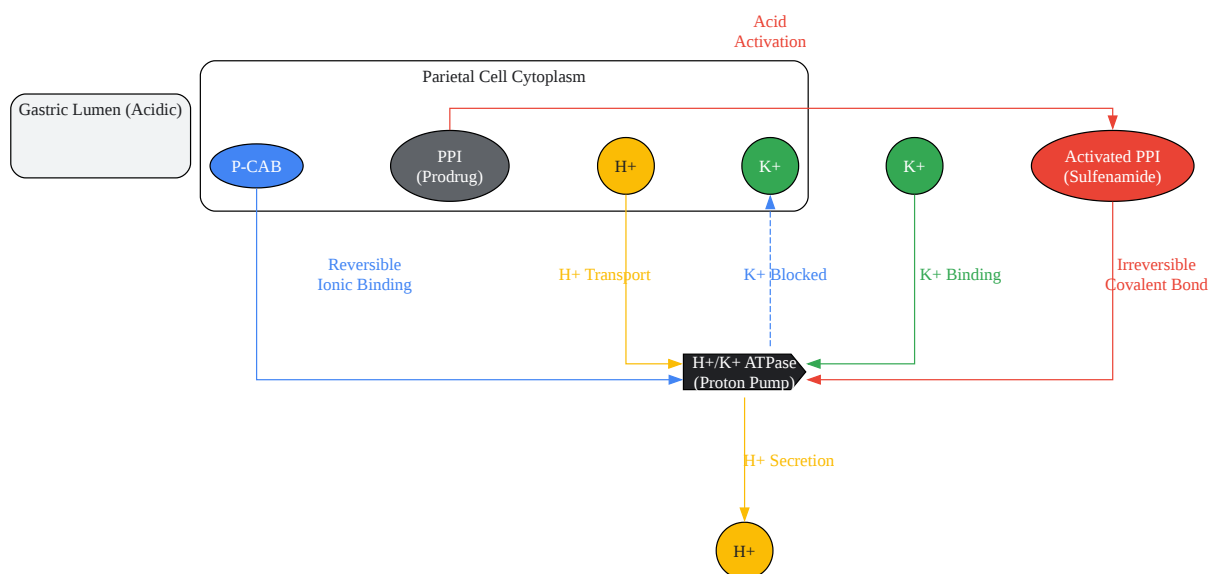 Acid
Activation
Parietal Cell Cytoplasm
Gastric Lumen (Acidic)
P-CAB
PPI
(Prodrug)
H+
K+
K+
Activated PPI
(Sulfenamide)
Reversible
Ionic Binding
H+ Transport
K+ Blocked
K+ Binding
Irreversible
Covalent Bond
H+/K+ ATPase
(Proton Pump)
H+ Secretion
H+